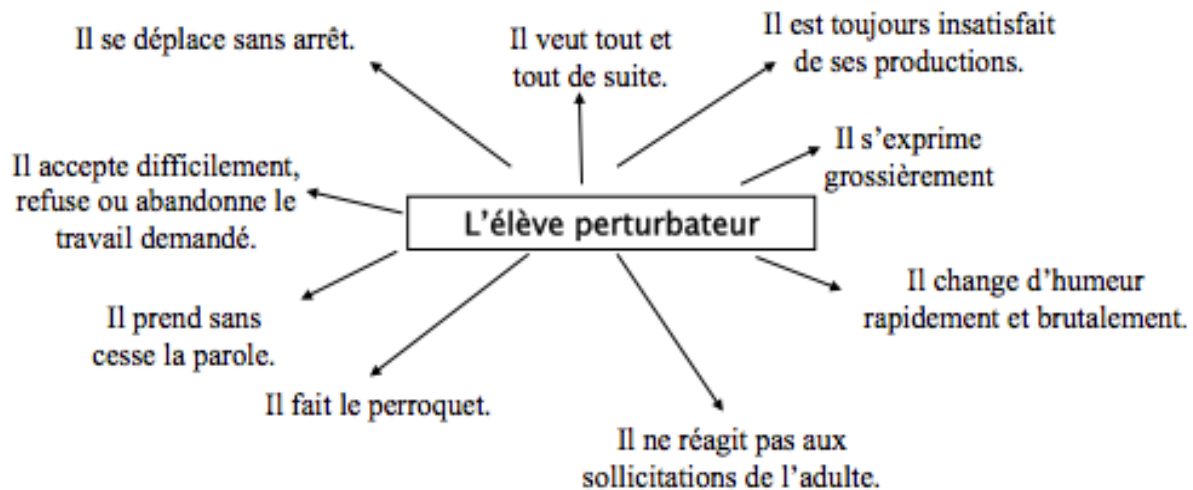 Il se déplace sans arrêt.
Il veut tout et
tout de suite.
Il est toujours insatisfait
de ses productions.
Il accepte difficilement,
refuse ou abandonne le
travail demandé.
Il s’exprime
grossièrement
L’élève perturbateur
Il prend sans
cesse la parole.
Il change d’humeur
rapidement et brutalement.
Il fait le perroquet.
Il ne réagit pas aux
sollicitations de l’adulte.